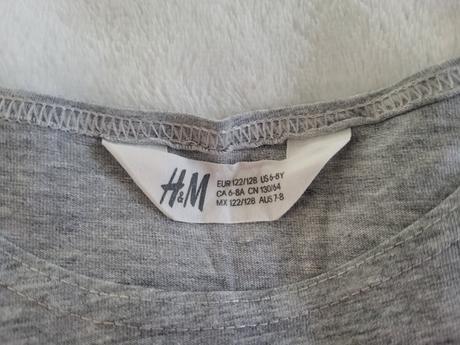 H&M
EUR 122/128 US 6-8Y
CA 6-8A CN 130/64
MX 122/128 AUS 7-8